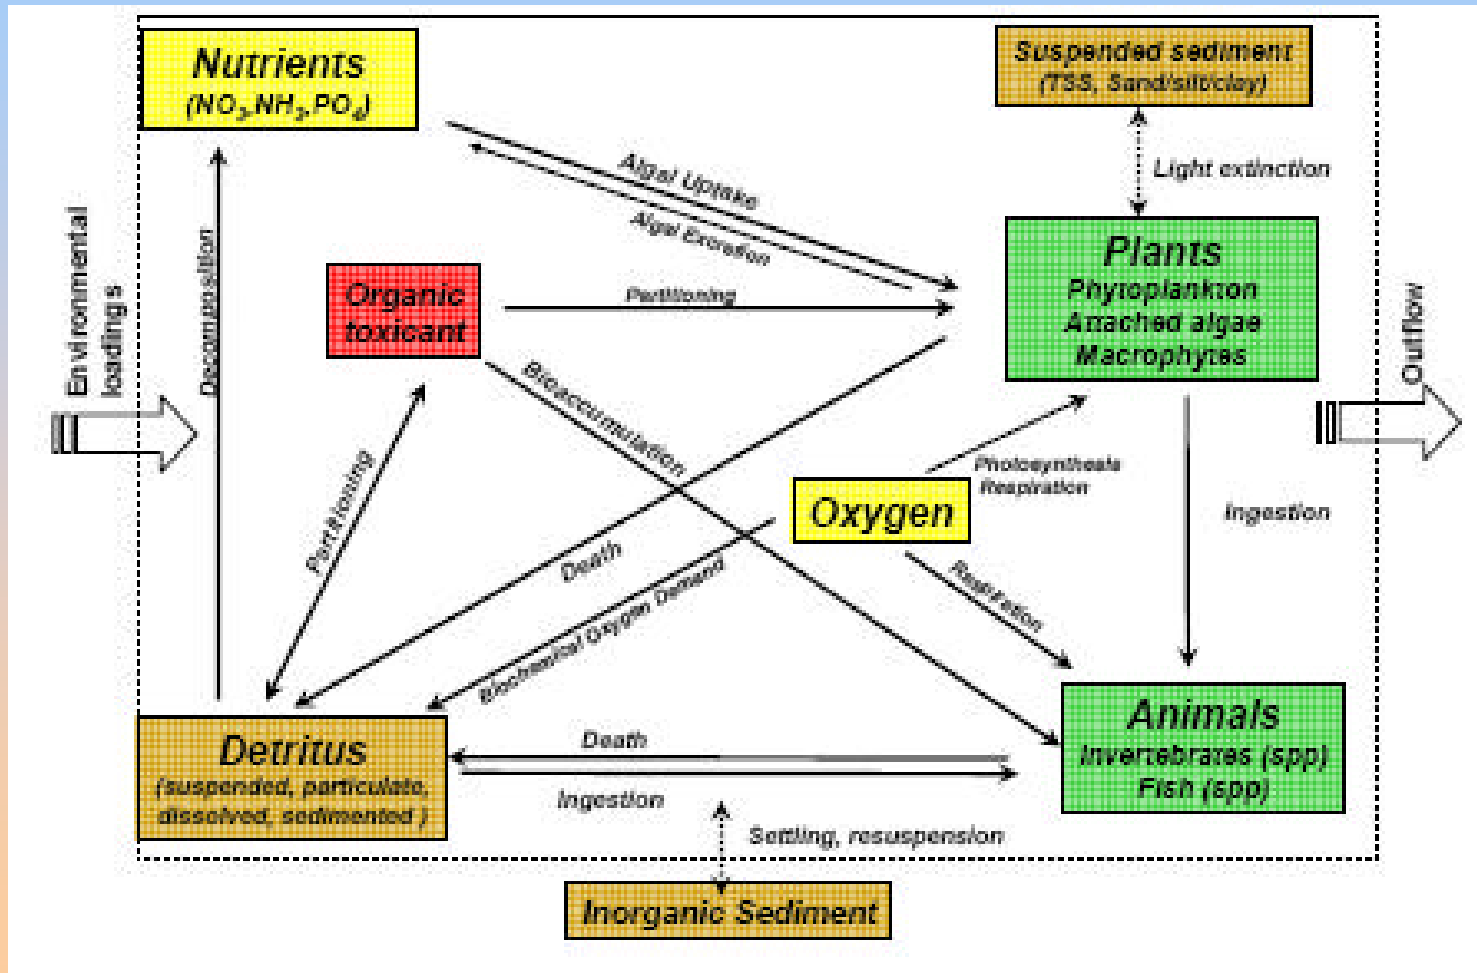 Nutrients
(NO3,NH3,PO4)
Suspended sediment
(TSS, Sand/silt/clay)
Light extinction
Algal Uptake
Algal Excretion
Plants
Phytoplankton
Attached algae
Macrophytes
Environmental
loadings
Decomposition
Organic
toxicant
Partitioning
Bioaccumulation
Outflow
Partitioning
Photosynthesis
Respiration
Oxygen
Ingestion
Death
Biochemical Oxygen Demand
Respiration
Detritus
(suspended, particulate,
dissolved, sedimented )
Death
Ingestion
Animals
Invertebrates (spp)
Fish (spp)
Settling, resuspension
Inorganic Sediment